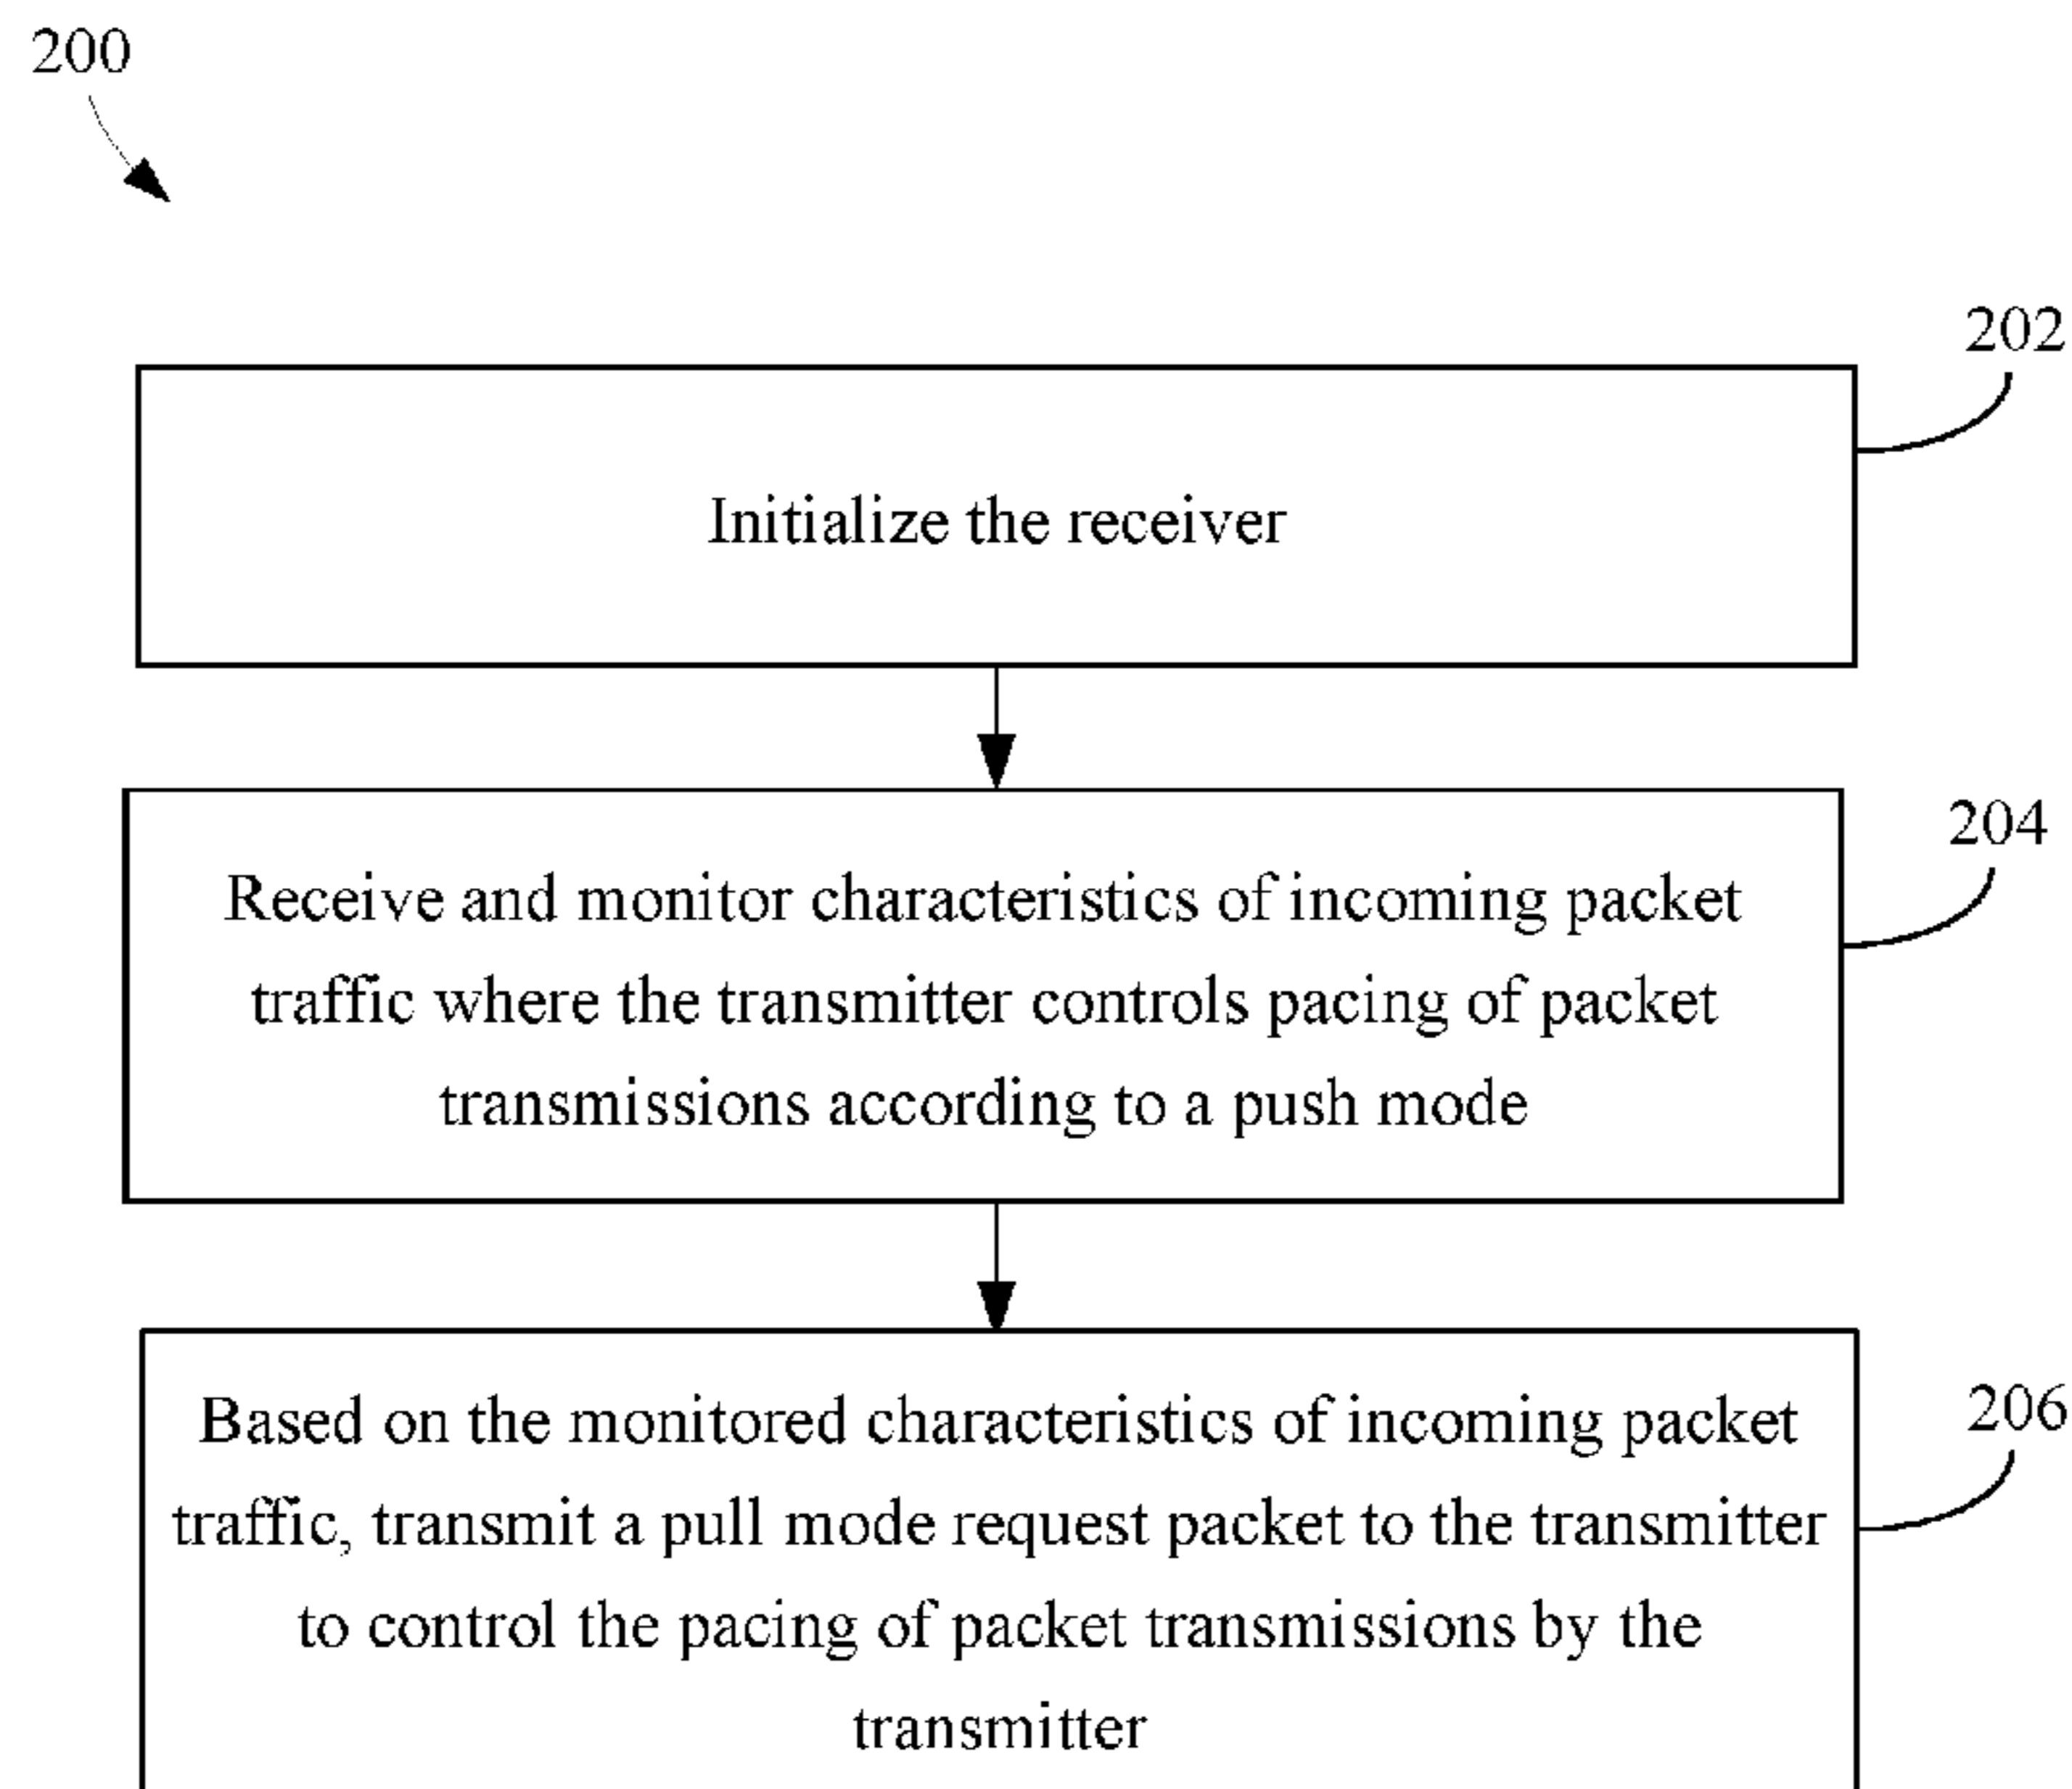 200
202
Initialize the receiver
204
Receive and monitor characteristics of incoming packet
traffic where the transmitter controls pacing of packet
transmissions according to a push mode
206
Based on the monitored characteristics of incoming packet
traffic, transmit a pull mode request packet to the transmitter
to control the pacing of packet transmissions by the
transmitter